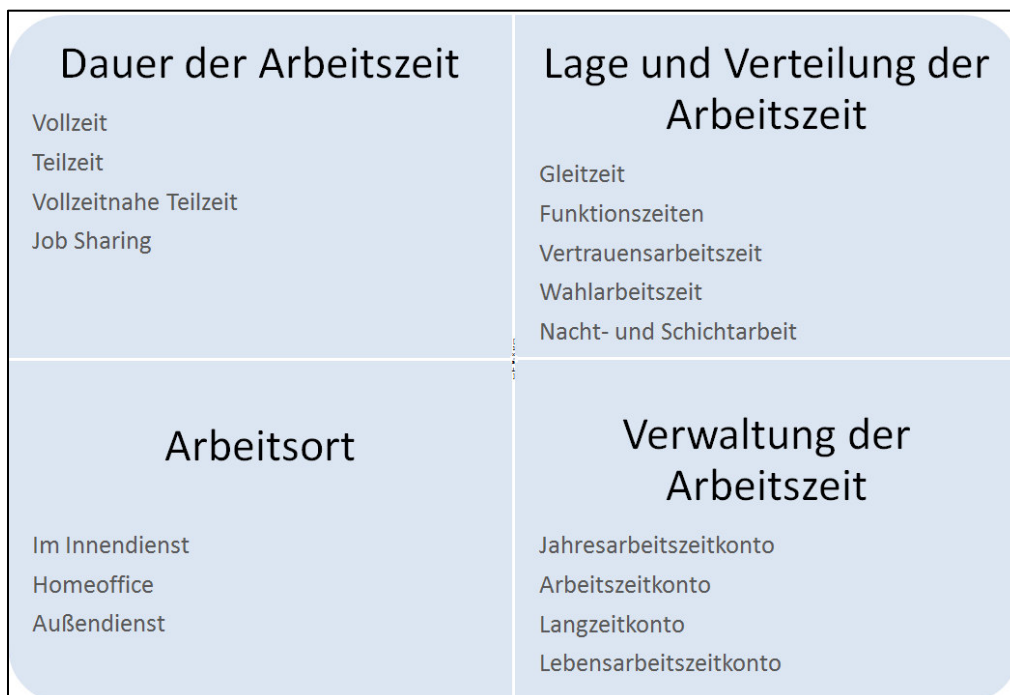 Dauer der Arbeitszeit
Vollzeit
Teilzeit
Vollzeitnahe Teilzeit
Job Sharing
Lage und Verteilung der
Arbeitszeit
Gleitzeit
Funktionszeiten
Vertrauensarbeitszeit
Wahlarbeitszeit
Nacht- und Schichtarbeit
Arbeitsort
Im Innendienst
Homeoffice
Außendienst
Verwaltung der
Arbeitszeit
Jahresarbeitszeitkonto
Arbeitszeitkonto
Langzeitkonto
Lebensarbeitszeitkonto